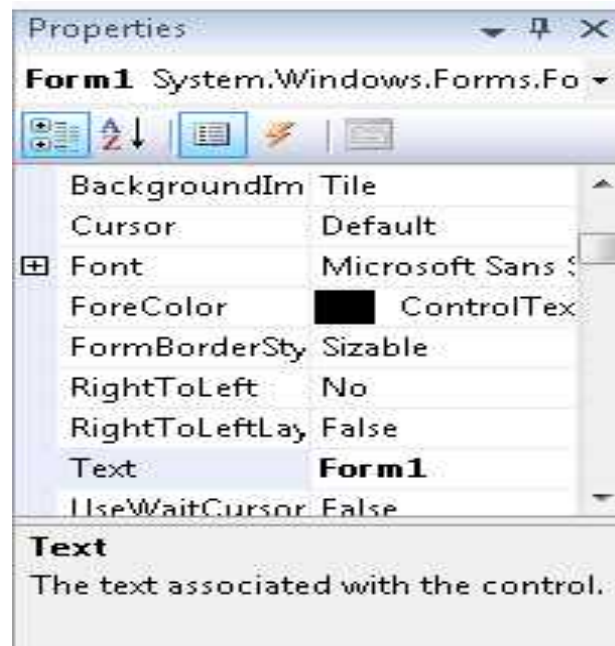 Properties
Form1 System.Windows.Forms.Fo
BackgroundIm Tile
Cursor Default
Font Microsoft Sans S
ForeColor ControlTex
FormBorderSty Sizable
RightToLeft No
RightToLeftLay False
Text Form1
UseWaitCursor False
Text
The text associated with the control.